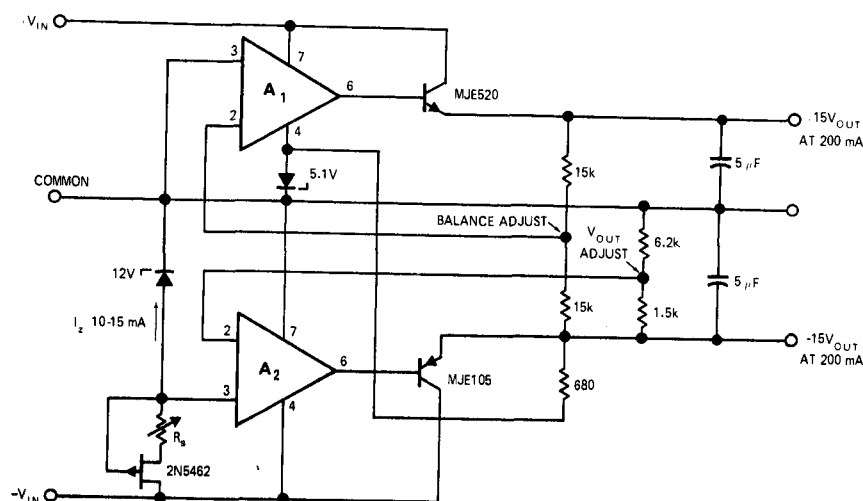 VIN
3
7
A1
6
MJE520
2
4
15VOUT
AT 200 mA
5.1V
15k
5 μF
COMMON
BALANCE ADJUST
VOUT
ADJUST
6.2k
12V
Iz 10-15 mA
15k
1.5k
5 μF
2
7
A2
6
3
4
MJE105
-15VOUT
AT 200 mA
680
Rs
2N5462
-VIN